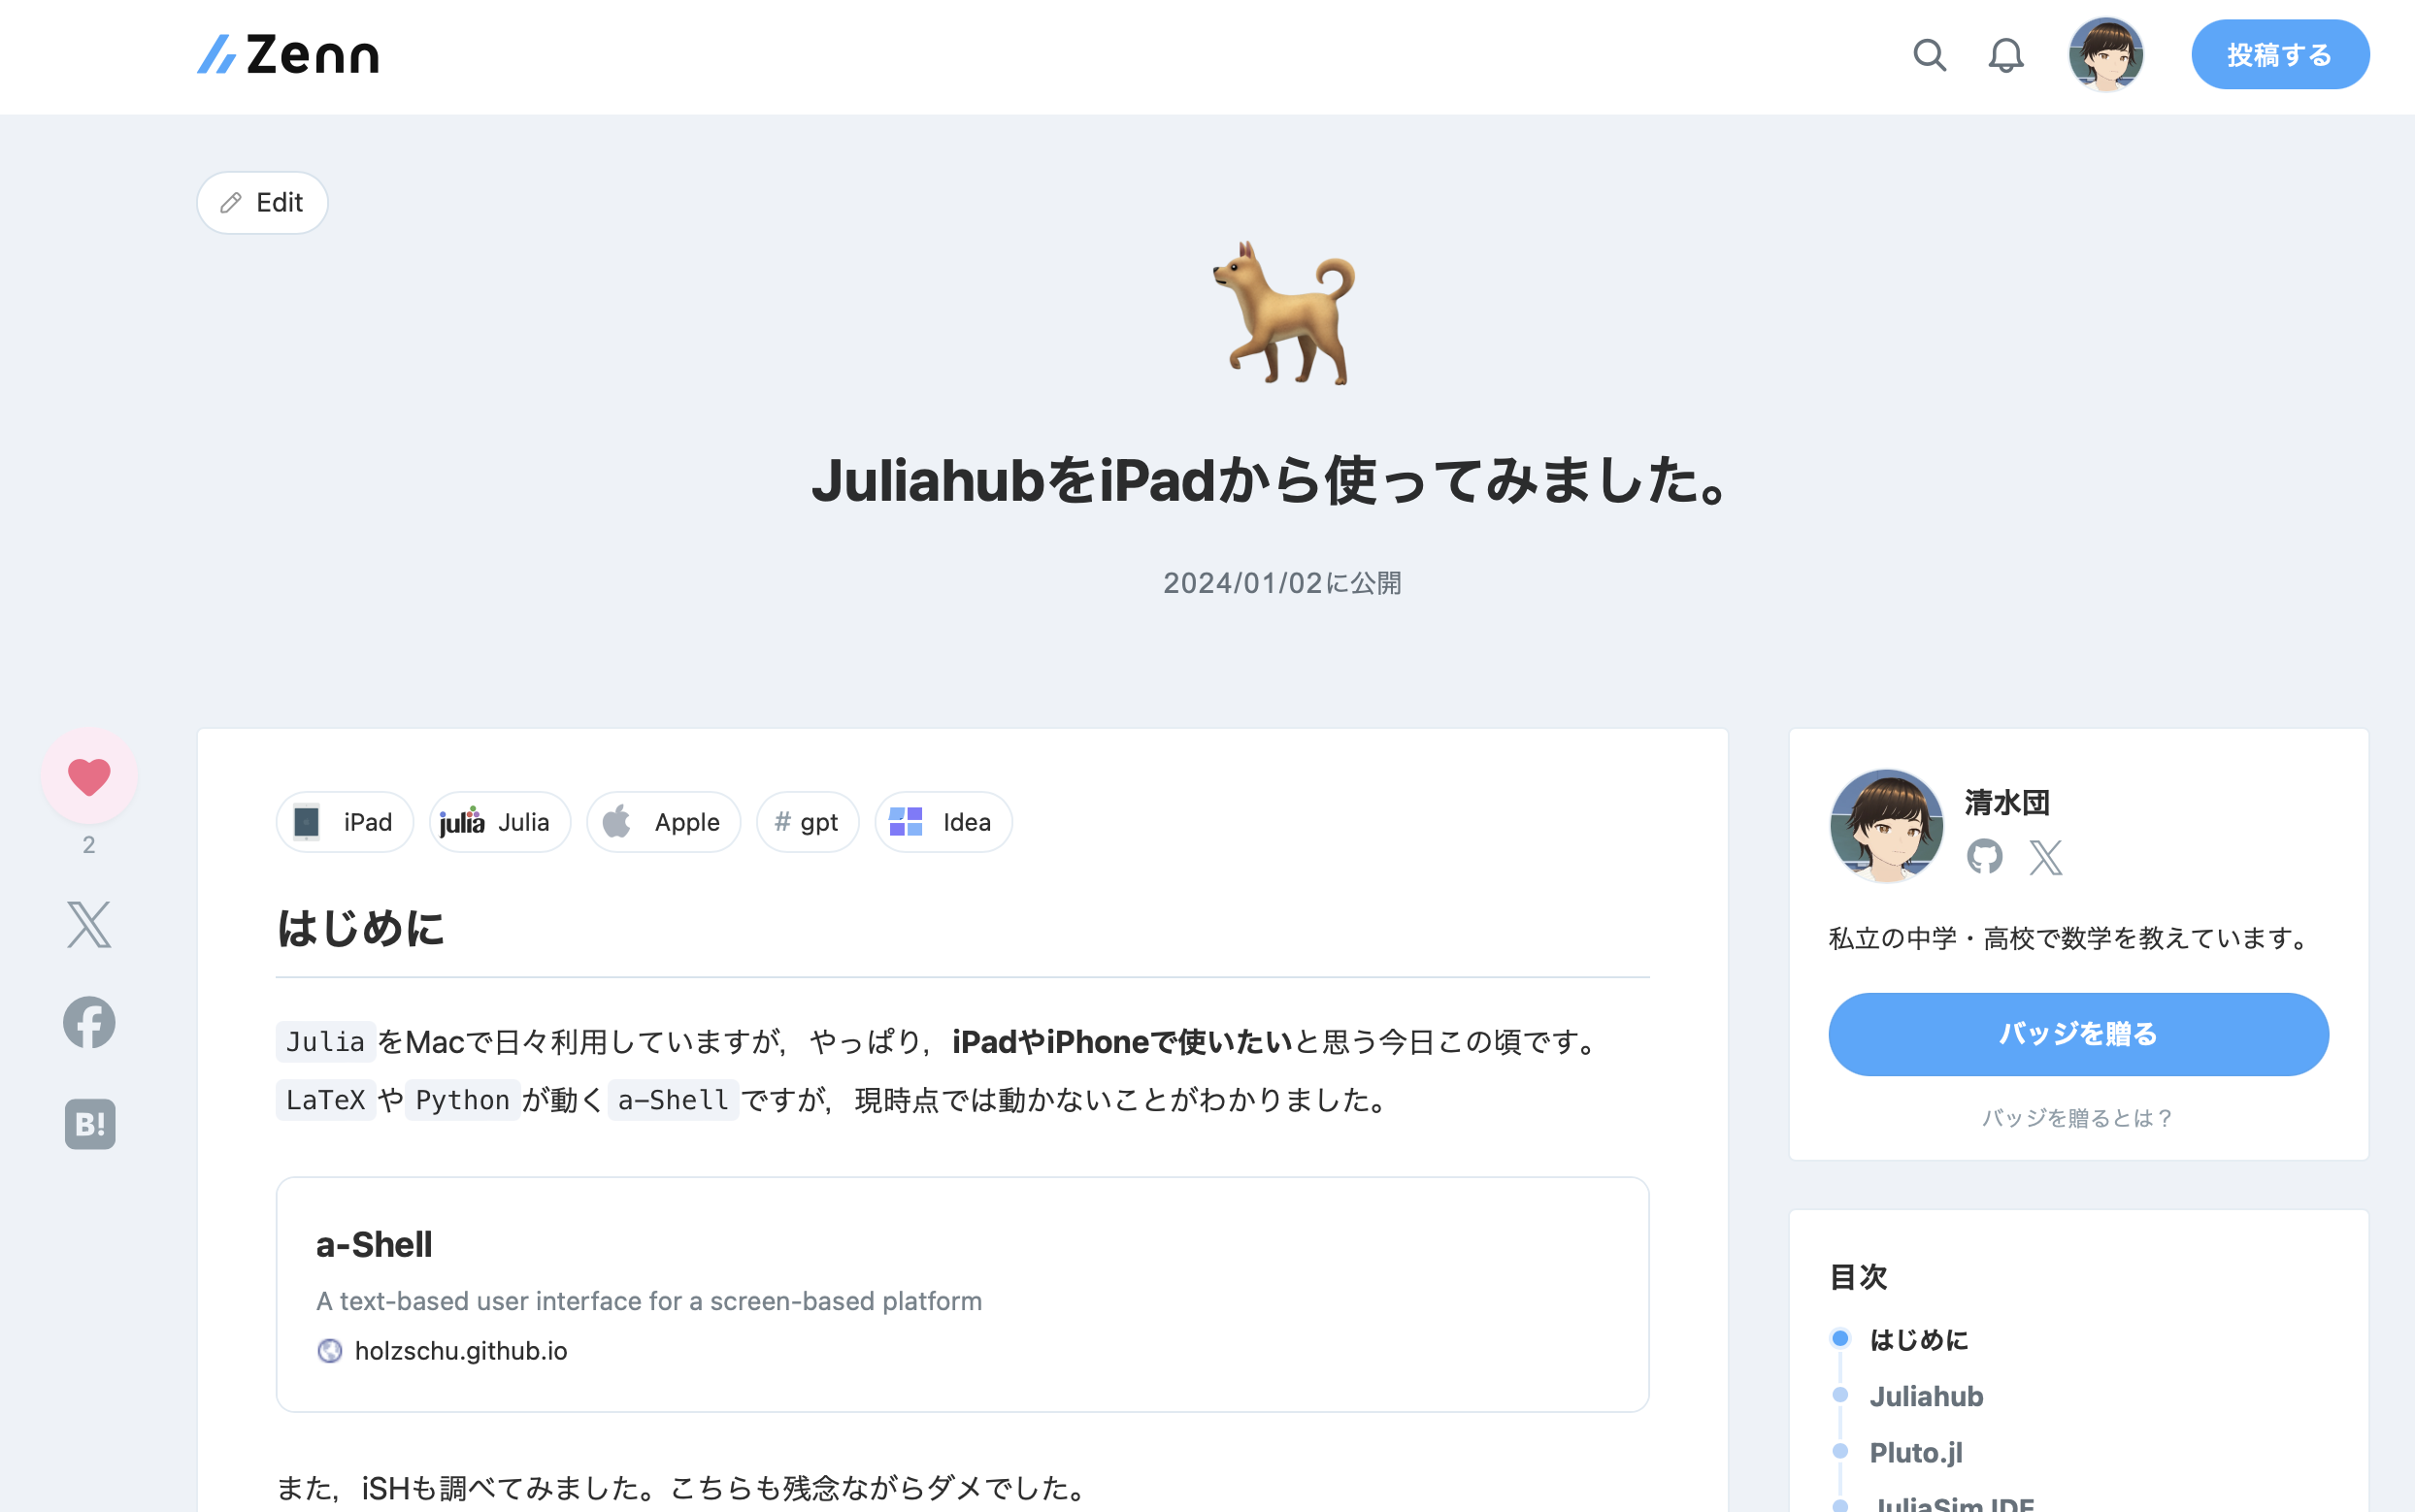 Zenn
投稿する
Edit
JuliahubをiPadから使ってみました。
2024/01/02に公開
2
B!
iPad
julia Julia
Apple
# gpt
Idea
はじめに
JuliaをMacで日々利用していますが，やっぱり，iPadやiPhoneで使いたいと思う今日この頃です。
LaTeXやPythonが動くa-Shellですが，現時点では動かないことがわかりました。
a-Shell
A text-based user interface for a screen-based platform
holzschu.github.io
また，iSHも調べてみました。こちらも残念ながらダメでした。
清水団
私立の中学・高校で数学を教えています。
バッジを贈る
バッジを贈るとは？
目次
はじめに
Juliahub
Pluto.jl
JuliaSim IDE